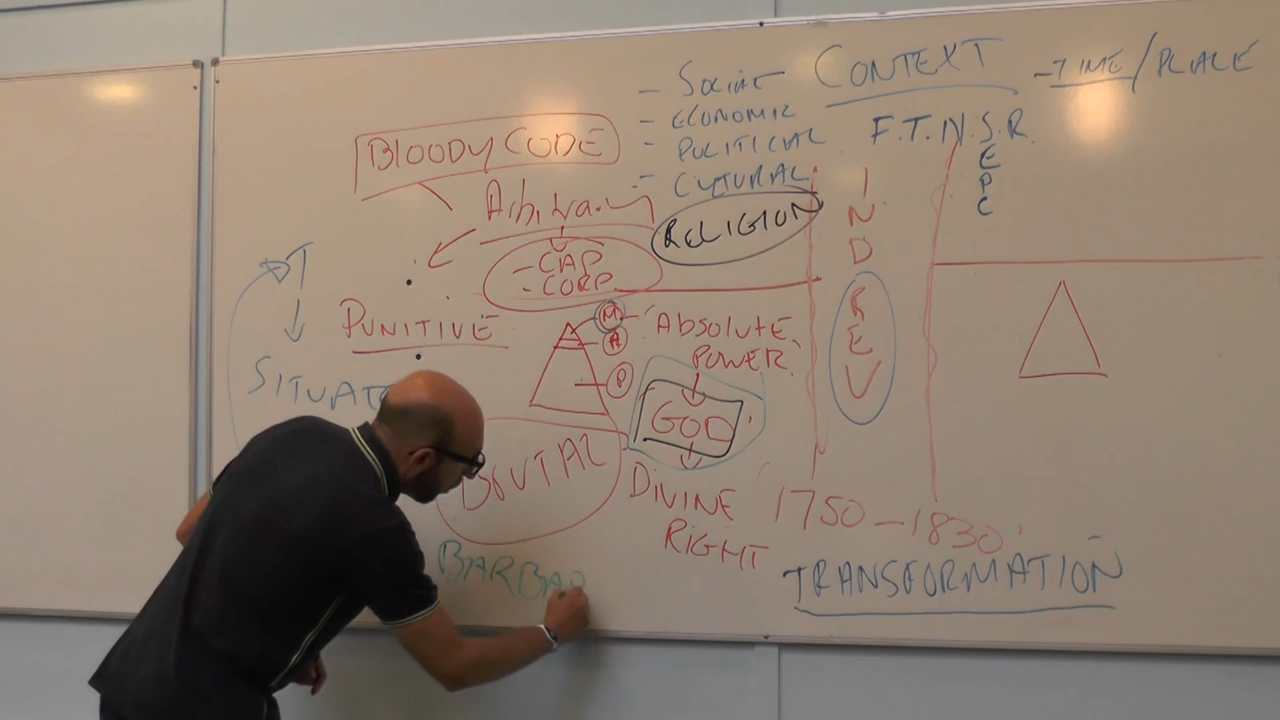 CONTEXT
- TIME / PLACE
- SOCIAL
- ECONOMIC
- POLITICAL
- CULTURAL
F.T.N.S.R.
E
P
C
BLOODY CODE
Arbitrary
- CAP
- CORP
RELIGION
I
N
D
R
E
V
T
SITUAT
PUNITIVE
M
A
P
- 'ABSOLUTE
POWER'
GOD
DIVINE
RIGHT
BRUTAL
BARBAR
1750 - 1830'
TRANSFORMATION